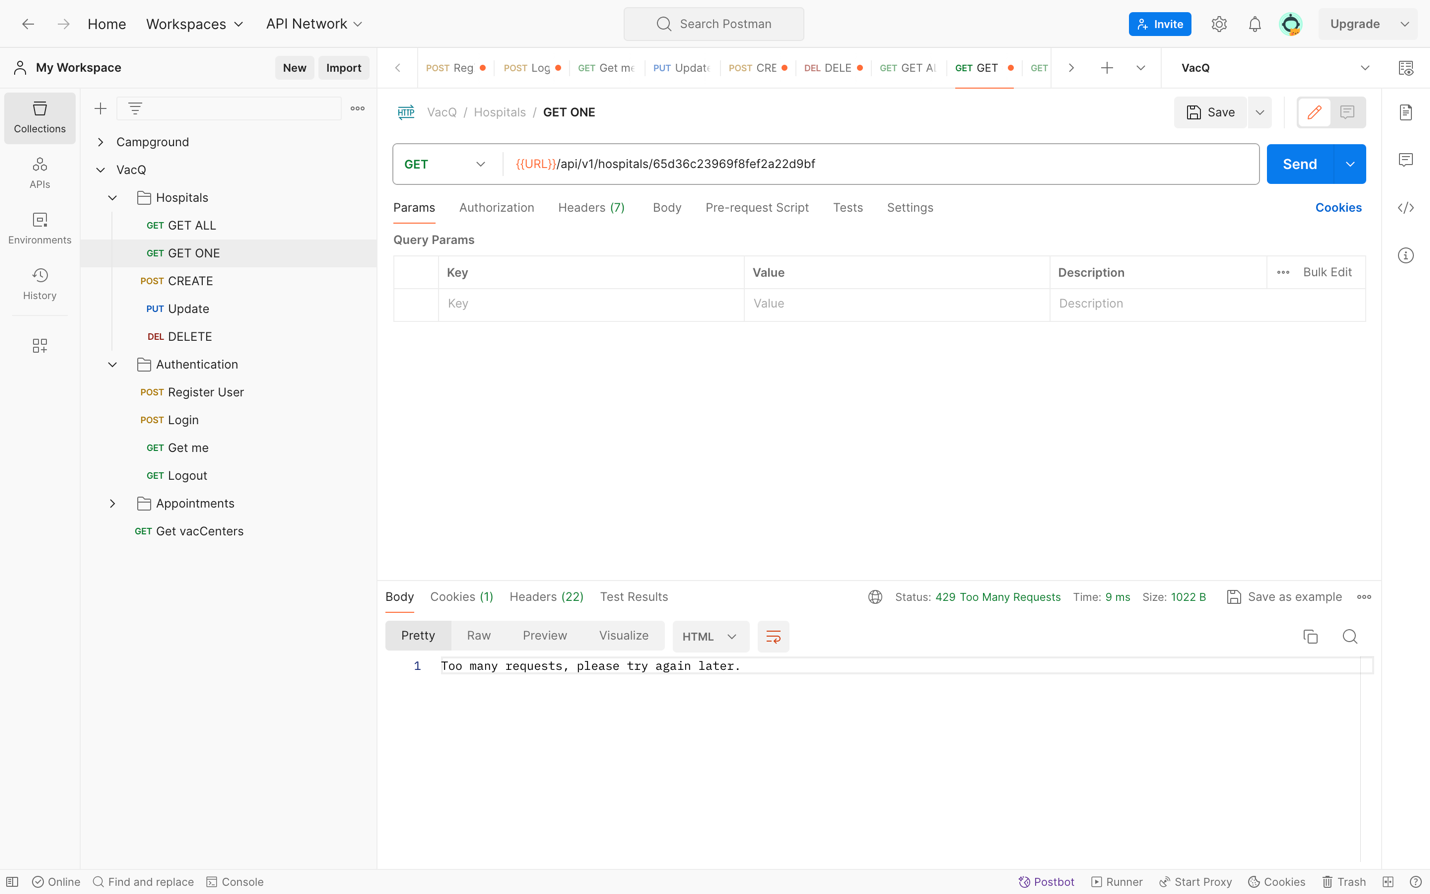 Home Workspaces API Network Search Postman Invite Upgrade
My Workspace New Import
POST Reg POST Log GET Get me PUT Update POST CRE DEL DELE GET GET Al GET GET GET VacQ
Collections
APIs
Environments
History
Campground
VacQ
Hospitals
GET GET ALL
GET GET ONE
POST CREATE
PUT Update
DEL DELETE
Authentication
POST Register User
POST Login
GET Get me
GET Logout
Appointments
GET Get vacCenters
HTTP VacQ / Hospitals / GET ONE Save
GET {{URL}}/api/v1/hospitals/65d36c23969f8fef2a22d9bf Send
Params Authorization Headers (7) Body Pre-request Script Tests Settings Cookies
Query Params
Key Value Description Bulk Edit
Key Value Description
Body Cookies (1) Headers (22) Test Results Status: 429 Too Many Requests Time: 9 ms Size: 1022 B Save as example
Pretty Raw Preview Visualize HTML
1 Too many requests, please try again later.
Online Find and replace Console Postbot Runner Start Proxy Cookies Trash